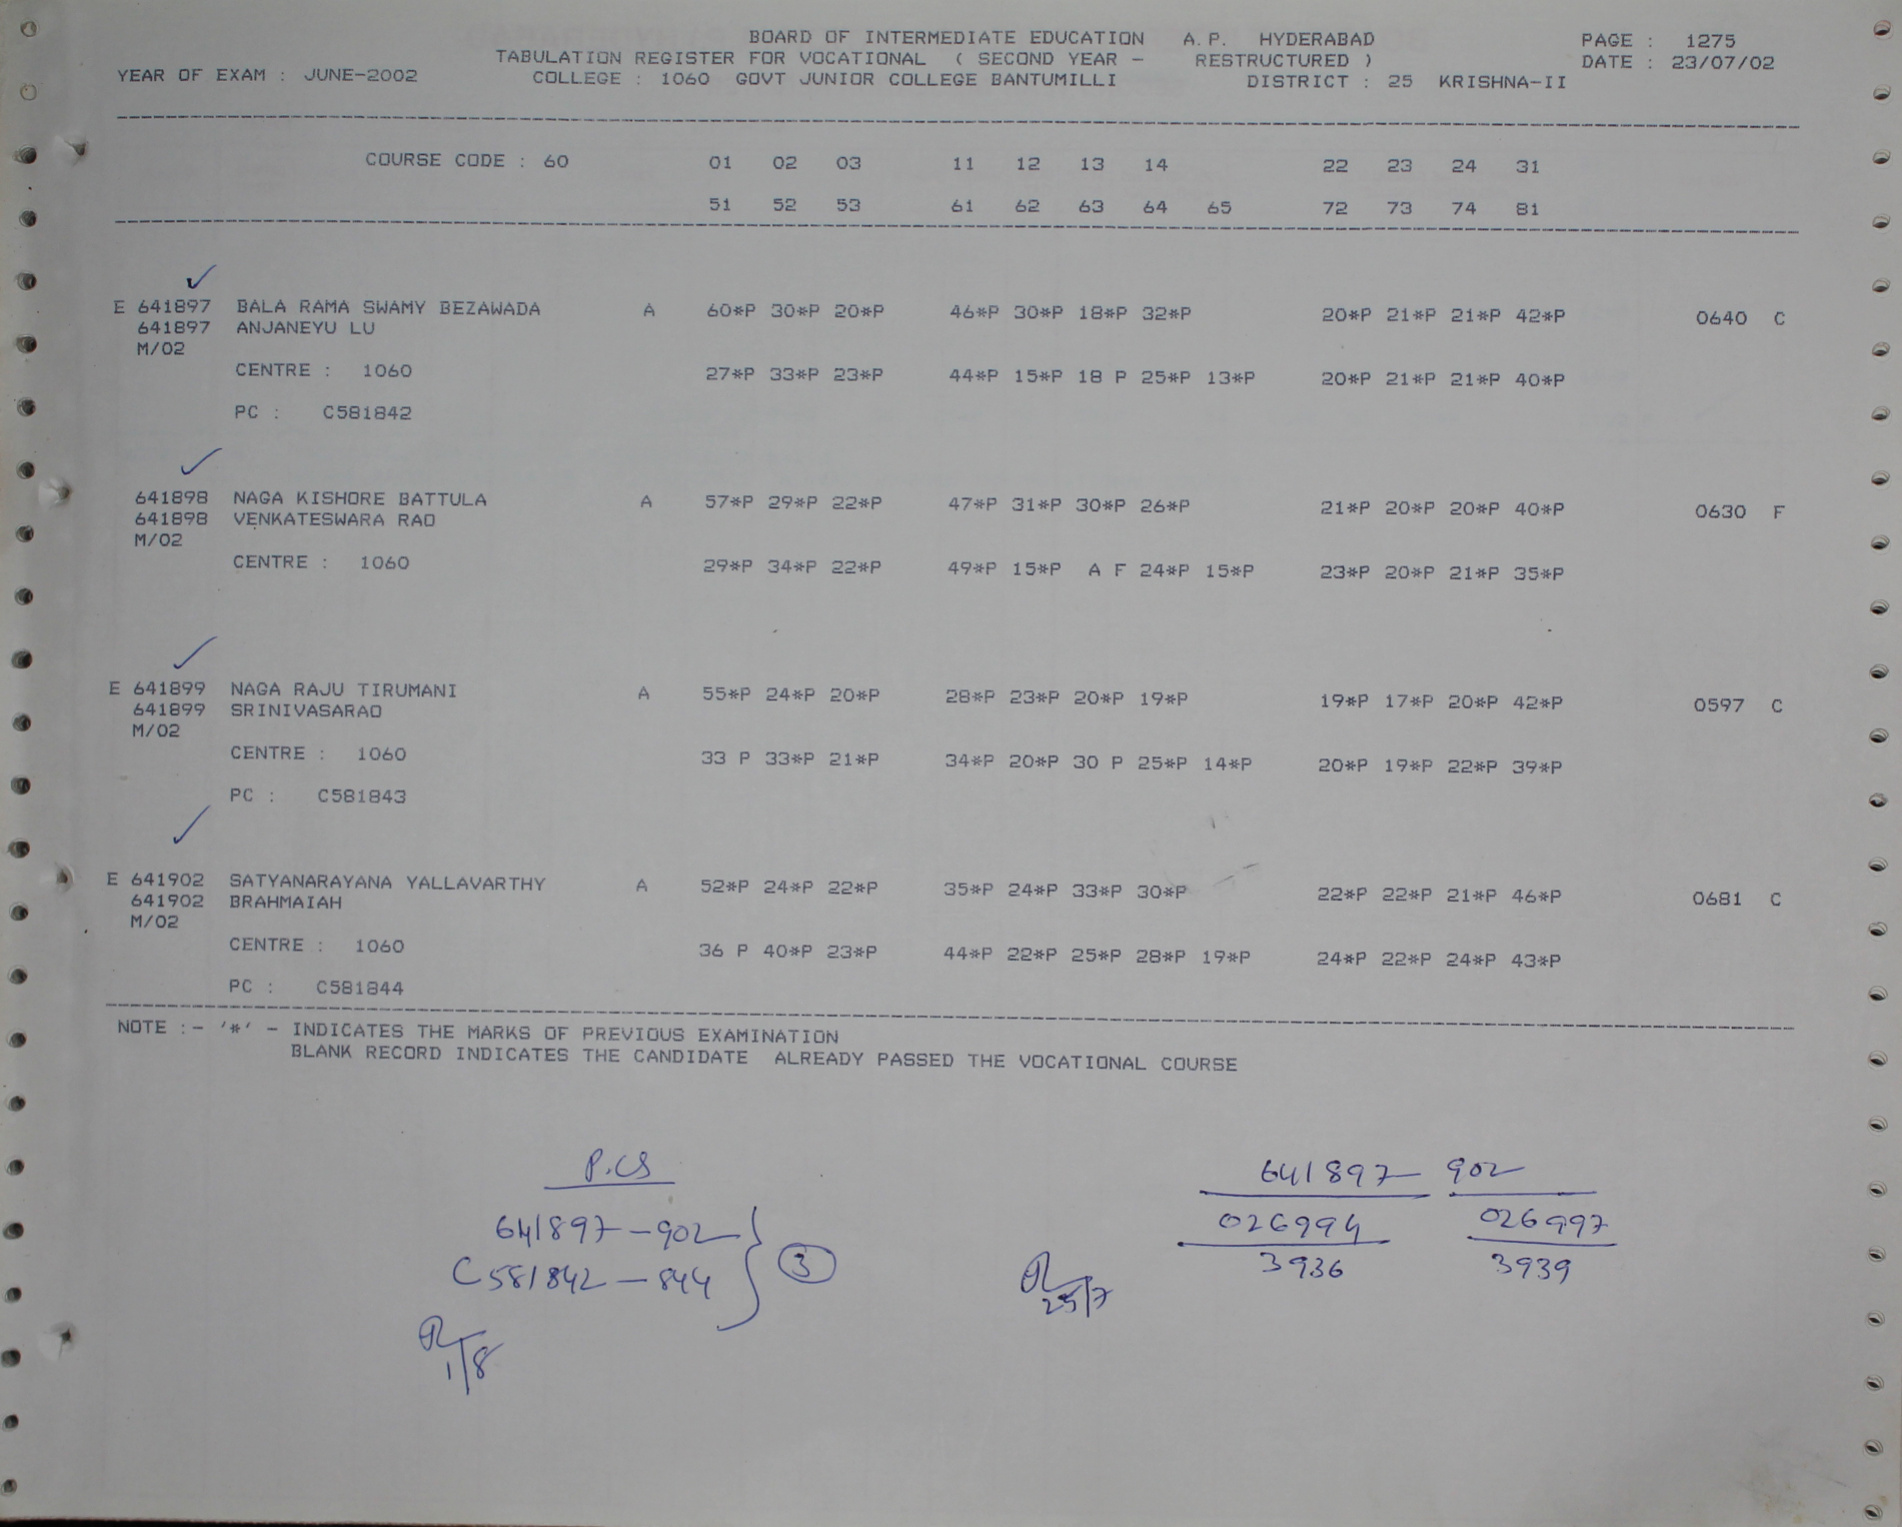 BOARD OF INTERMEDIATE EDUCATION A.P. HYDERABAD PAGE : 1275
TABULATION REGISTER FOR VOCATIONAL ( SECOND YEAR - RESTRUCTURED ) DATE : 23/07/02
YEAR OF EXAM : JUNE-2002 COLLEGE : 1060 GOVT JUNIOR COLLEGE BANTUMILLI DISTRICT : 25 KRISHNA-II
COURSE CODE : 60 01 02 03 11 12 13 14 22 23 24 31
51 52 53 61 62 63 64 65 72 73 74 81
E 641897 BALA RAMA SWAMY BEZAWADA A 60*P 30*P 20*P 46*P 30*P 18*P 32*P 20*P 21*P 21*P 42*P 0640 C
641897 ANJANEYU LU
M/02
CENTRE : 1060 27*P 33*P 23*P 44*P 15*P 18 P 25*P 13*P 20*P 21*P 21*P 40*P
PC : C581842
641898 NAGA KISHORE BATTULA A 57*P 29*P 22*P 47*P 31*P 30*P 26*P 21*P 20*P 20*P 40*P 0630 F
641898 VENKATESWARA RAO
M/02
CENTRE : 1060 29*P 34*P 22*P 49*P 15*P A F 24*P 15*P 23*P 20*P 21*P 35*P
E 641899 NAGA RAJU TIRUMANI A 55*P 24*P 20*P 28*P 23*P 20*P 19*P 19*P 17*P 20*P 42*P 0597 C
641899 SRINIVASARAO
M/02
CENTRE : 1060 33 P 33*P 21*P 34*P 20*P 30 P 25*P 14*P 20*P 19*P 22*P 39*P
PC : C581843
E 641902 SATYANARAYANA YALLAVARTHY A 52*P 24*P 22*P 35*P 24*P 33*P 30*P 22*P 22*P 21*P 46*P 0681 C
641902 BRAHMAIAH
M/02
CENTRE : 1060 36 P 40*P 23*P 44*P 22*P 25*P 28*P 19*P 24*P 22*P 24*P 43*P
PC : C581844
NOTE :- '*' - INDICATES THE MARKS OF PREVIOUS EXAMINATION
BLANK RECORD INDICATES THE CANDIDATE ALREADY PASSED THE VOCATIONAL COURSE
P.CS
641897 - 902
C581842 - 844
3
1/8
641897 - 902
026994 026997
3936 3939
25/7